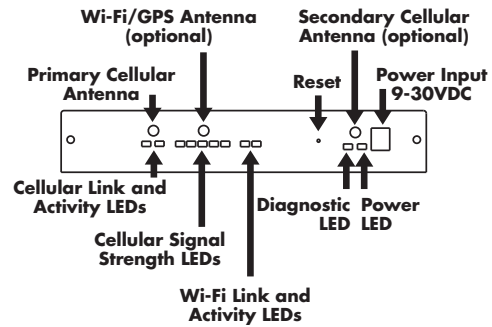 Wi-Fi/GPS Antenna
(optional)
Secondary Cellular
Antenna (optional)
Primary Cellular
Antenna
Reset
Power Input
9-30VDC
Cellular Link and
Activity LEDs
Cellular Signal
Strength LEDs
Wi-Fi Link and
Activity LEDs
Diagnostic
LED
Power
LED